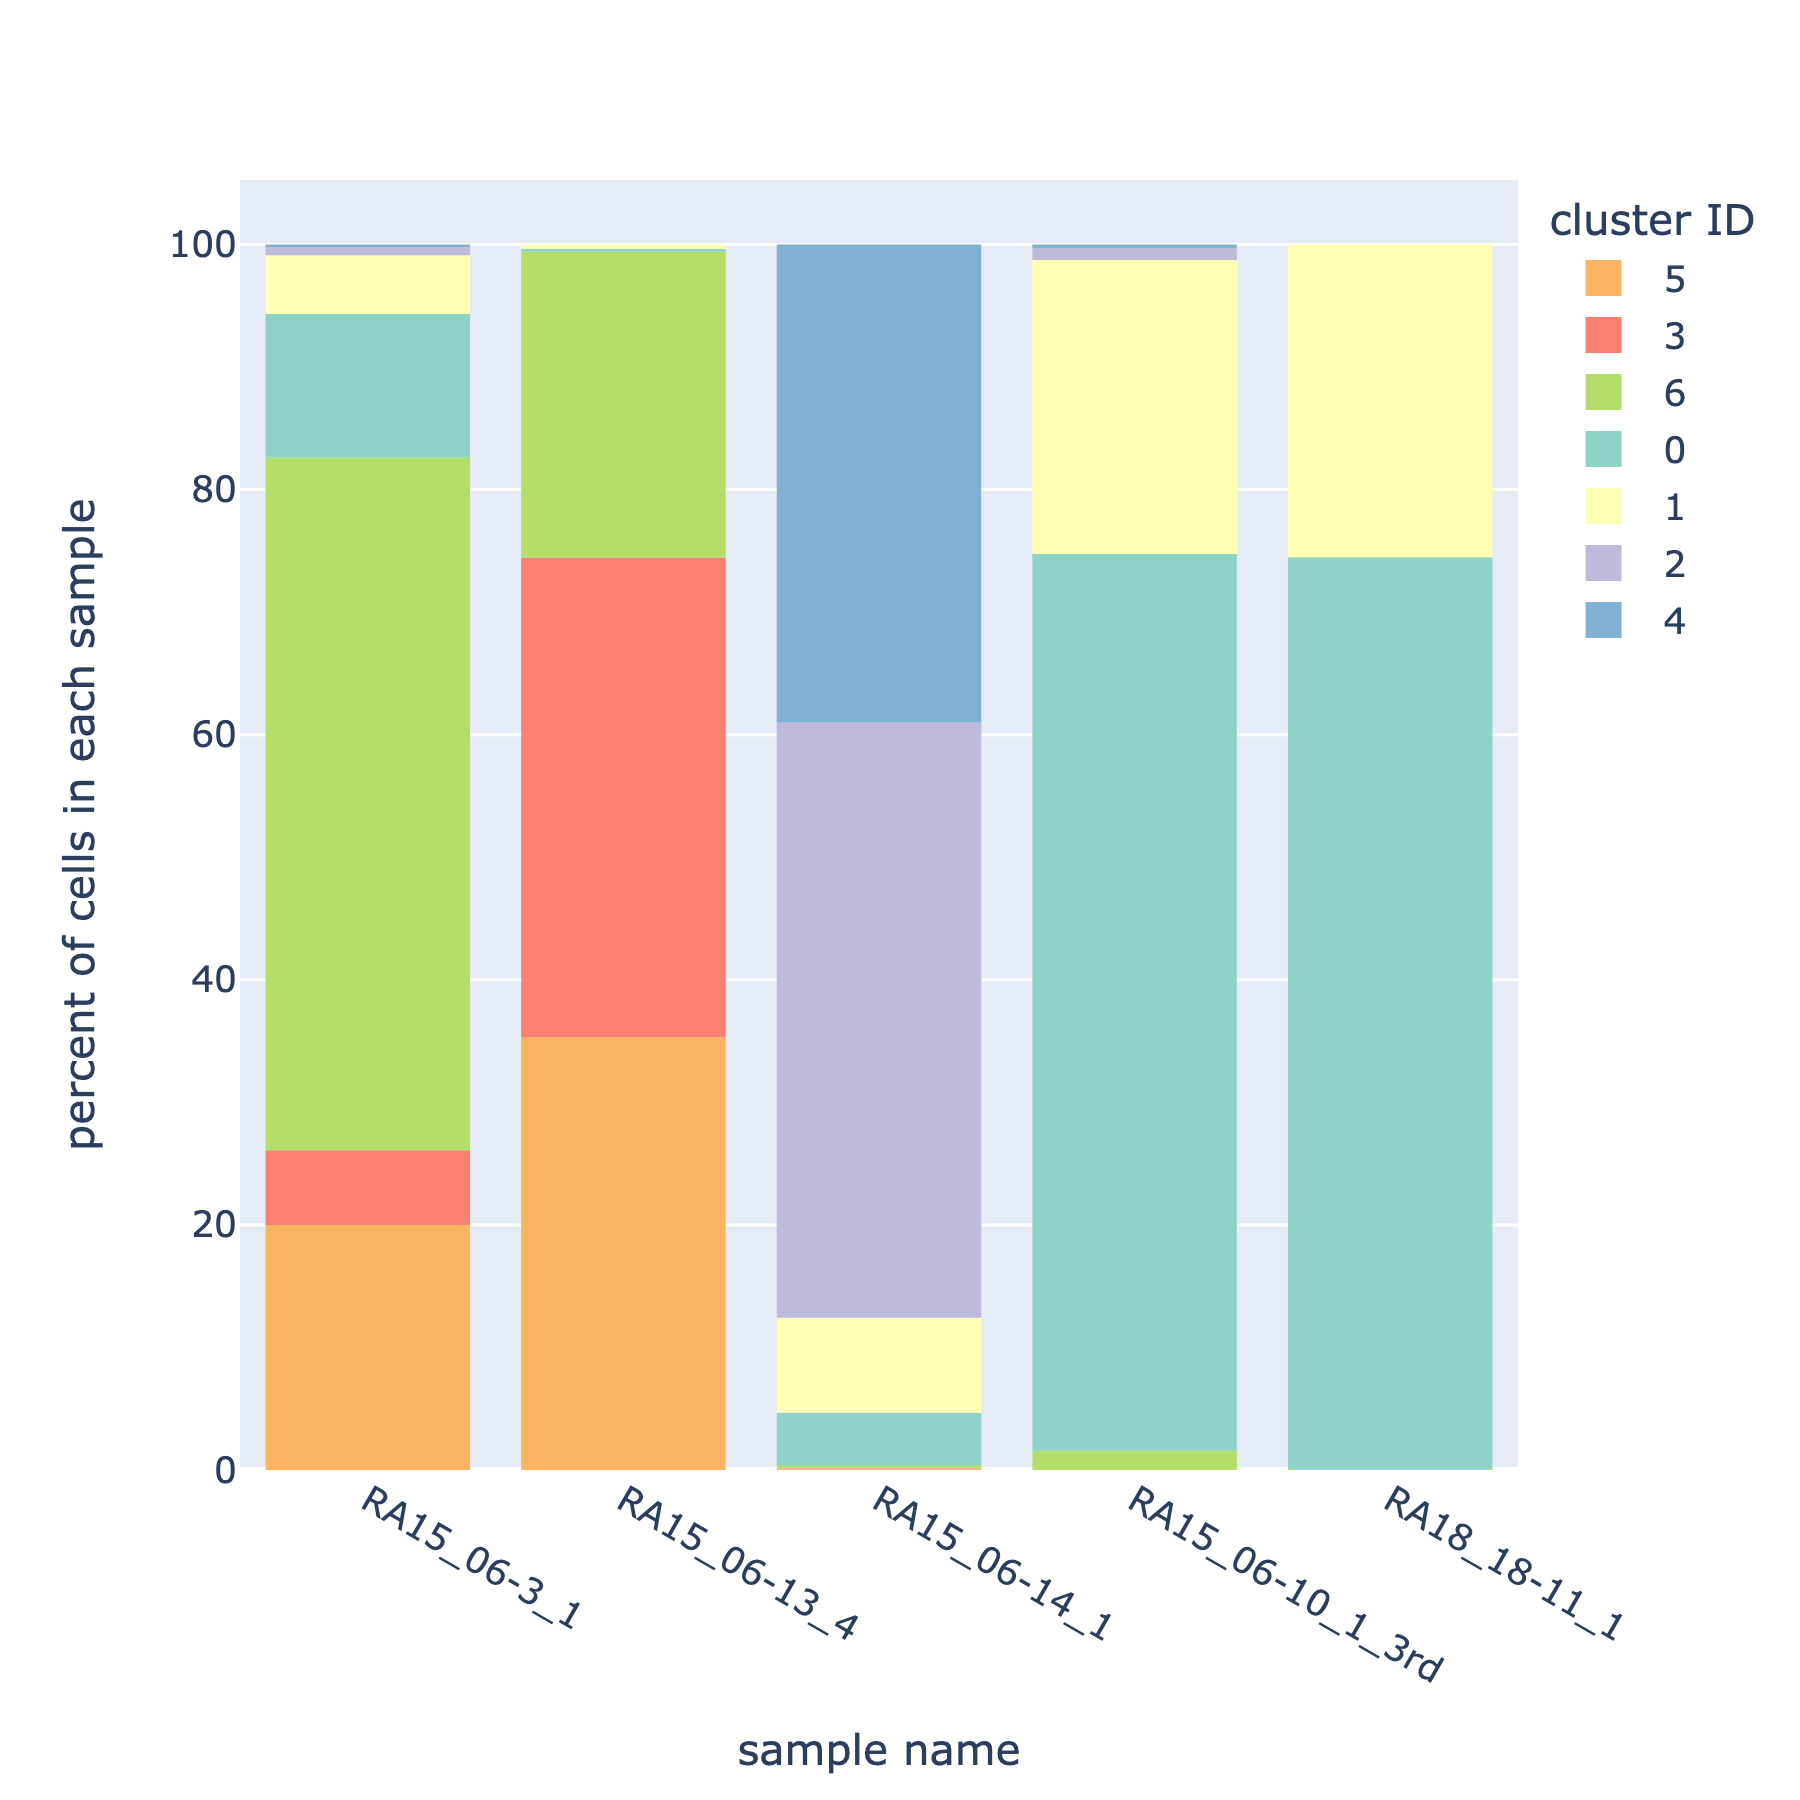 cluster ID
5
3
6
0
1
2
4
100
80
60
40
20
0
percent of cells in each sample
RA15_06-3_1
RA15_06-13_4
RA15_06-14_1
RA15_06-10_1_3rd
RA18_18-11_1
sample name